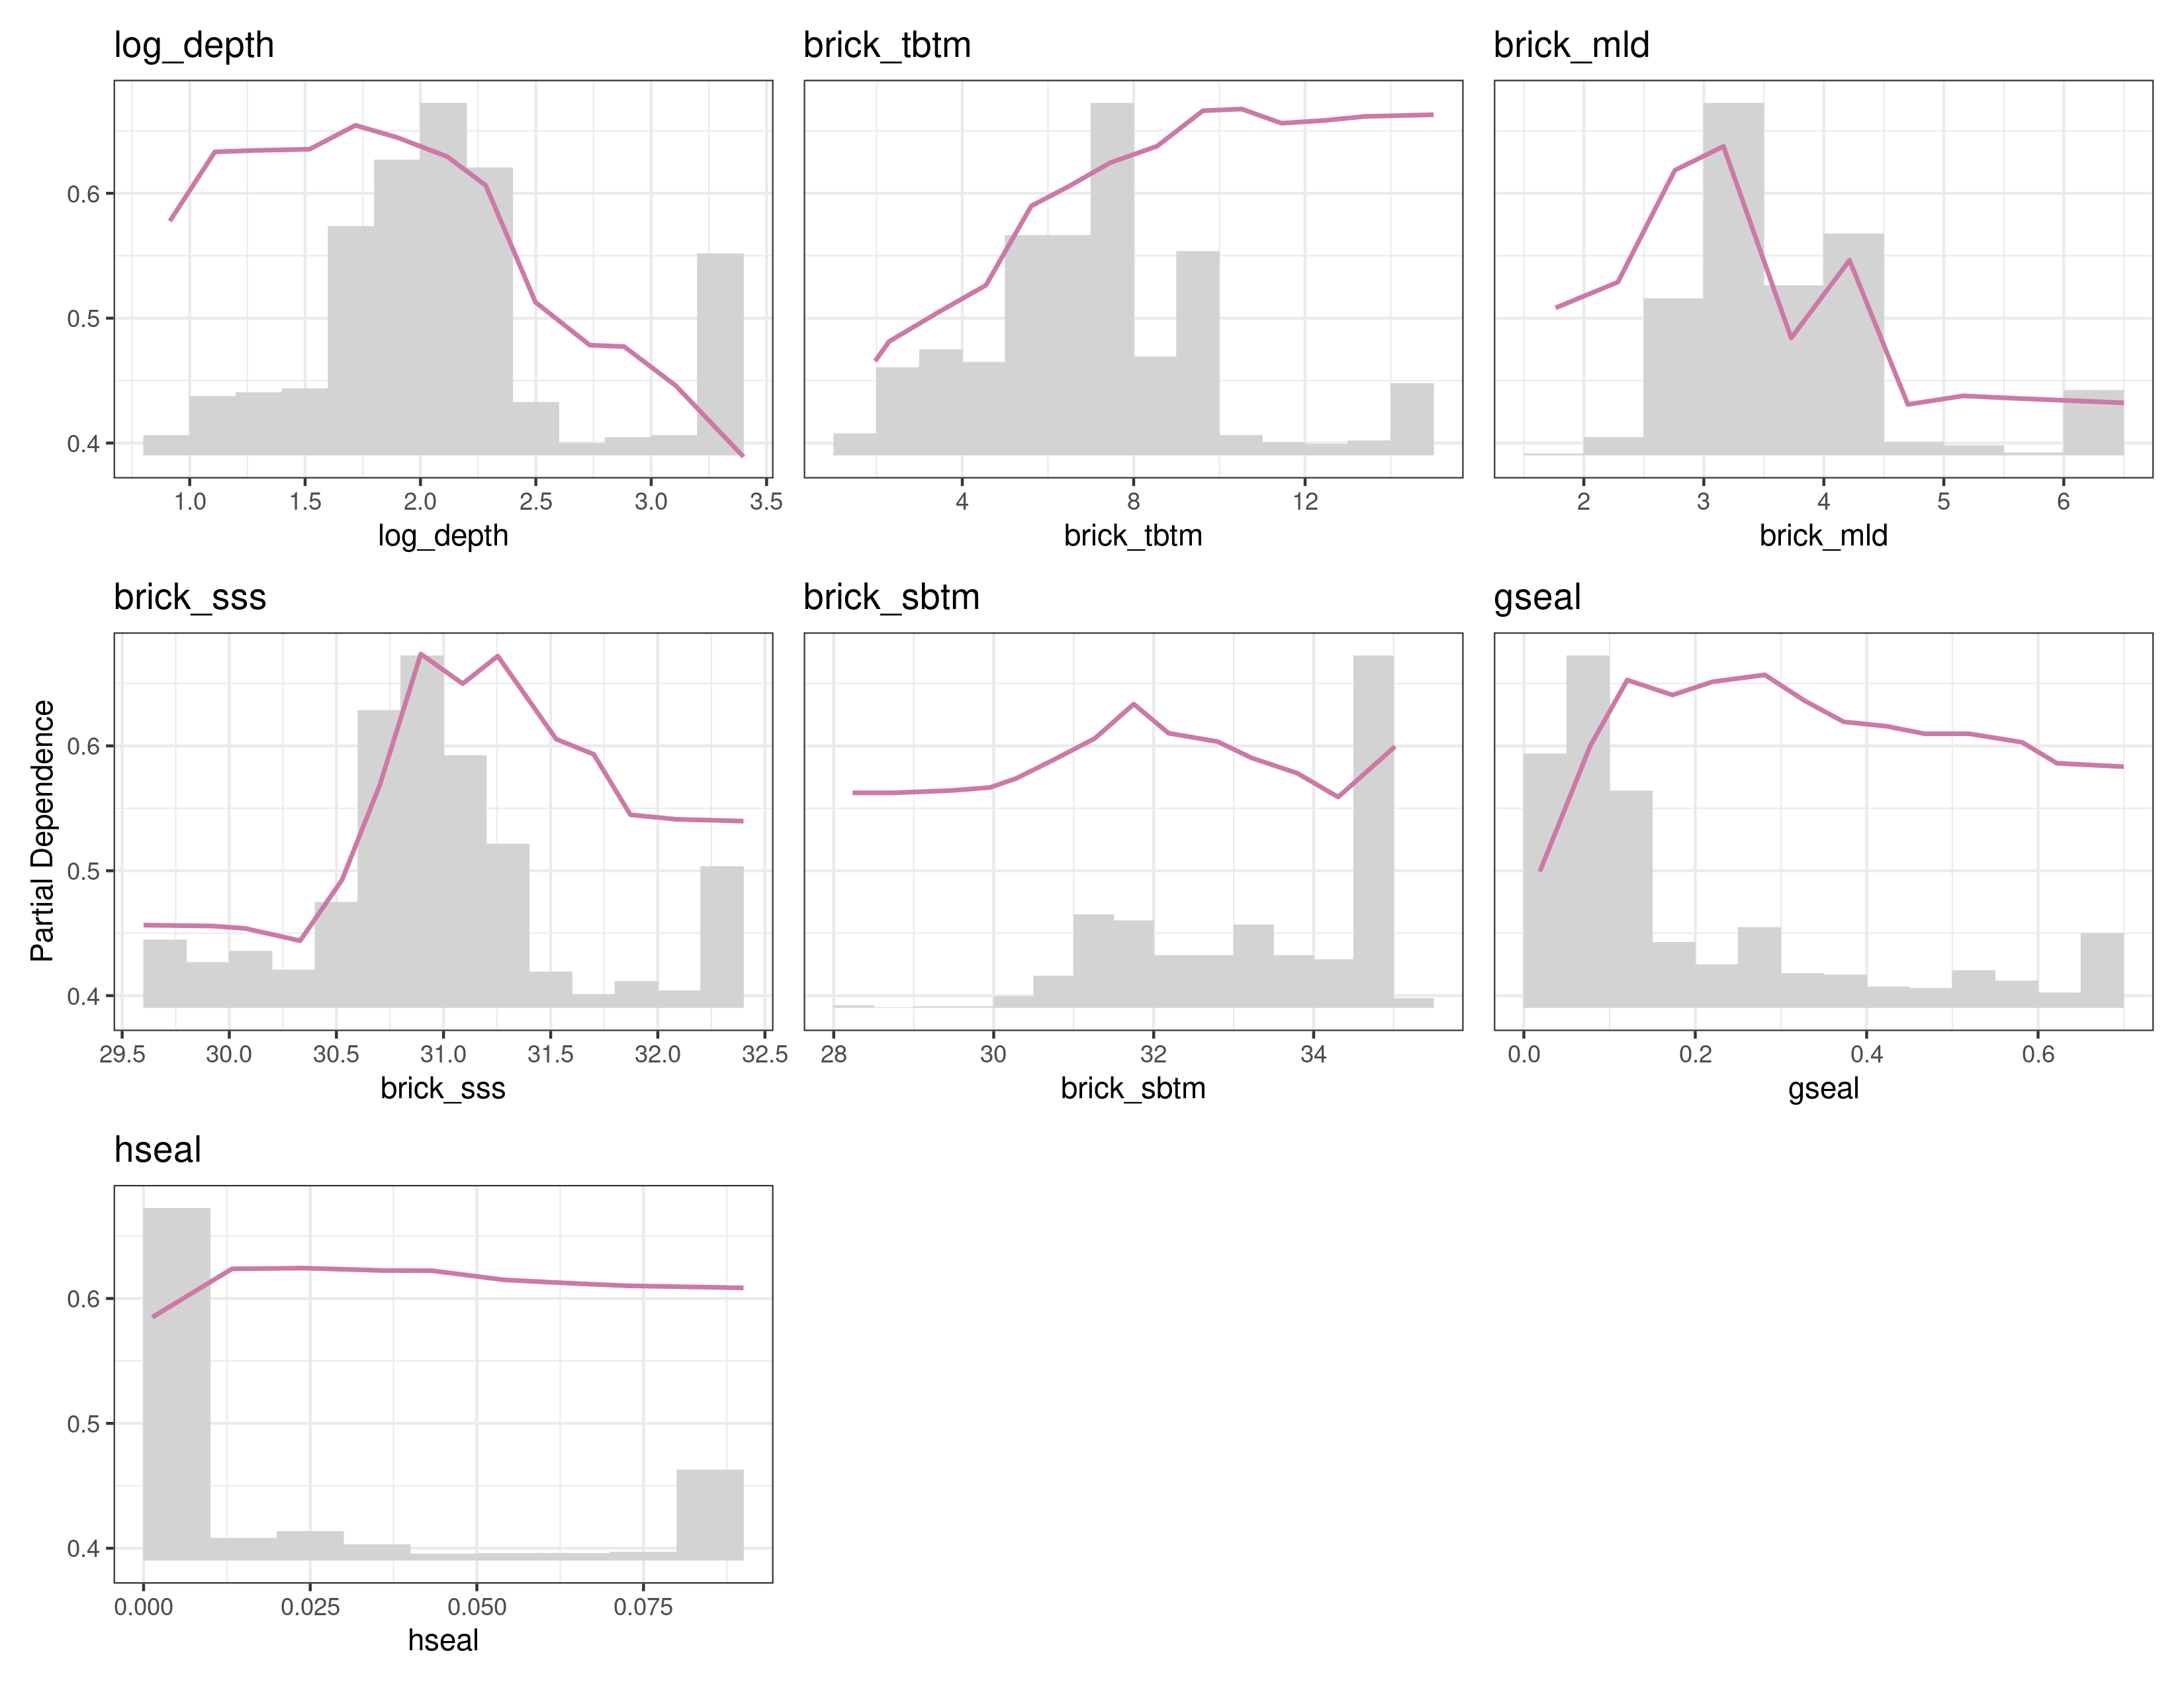 log_depth
brick_tbtm
brick_mld
0.6
0.5
0.4
1.0 1.5 2.0 2.5 3.0 3.5
4 8 12
2 3 4 5 6
log_depth
brick_tbtm
brick_mld
brick_sss
brick_sbtm
gseal
Partial Dependence
0.6
0.5
0.4
29.5 30.0 30.5 31.0 31.5 32.0 32.5
28 30 32 34
0.0 0.2 0.4 0.6
brick_sss
brick_sbtm
gseal
hseal
0.6
0.5
0.4
0.000 0.025 0.050 0.075
hseal